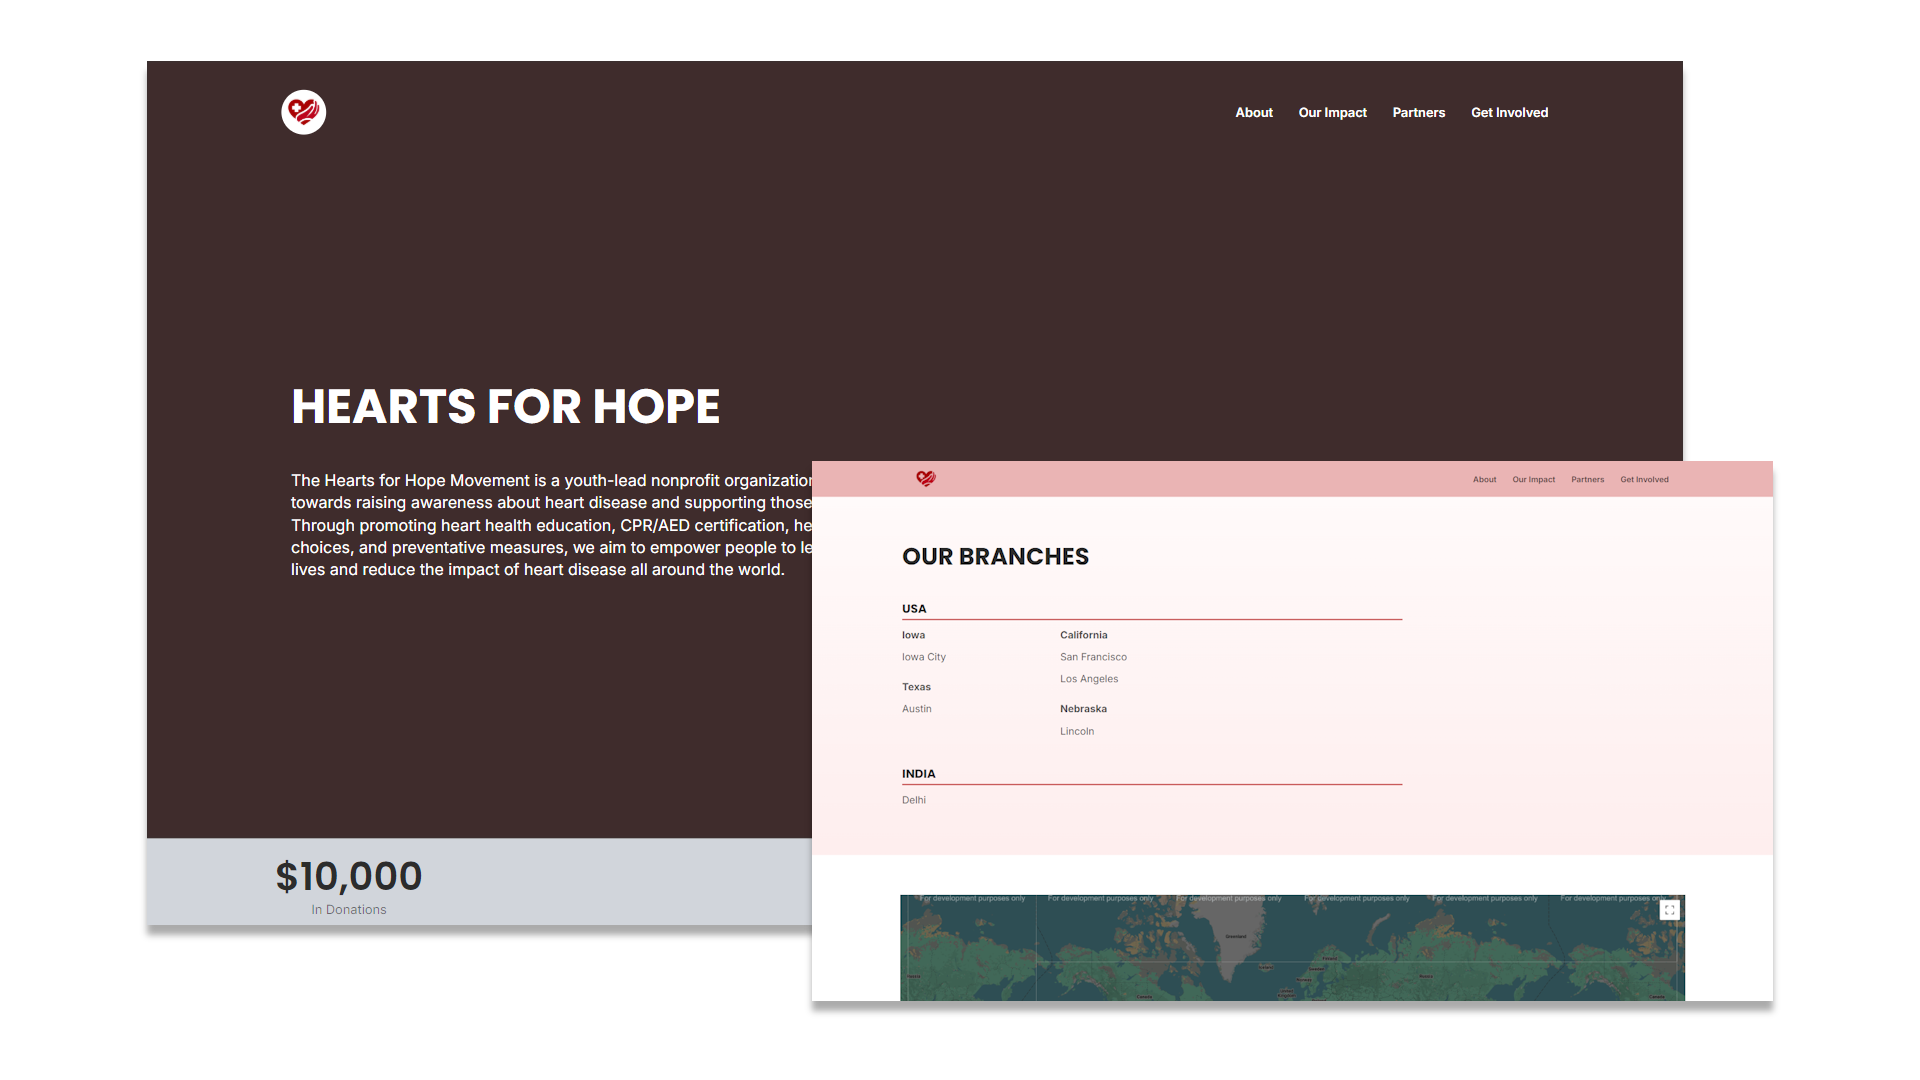 About Our Impact Partners Get Involved
HEARTS FOR HOPE
The Hearts for Hope Movement is a youth-lead nonprofit organization
towards raising awareness about heart disease and supporting those
Through promoting heart health education, CPR/AED certification, he
choices, and preventative measures, we aim to empower people to le
lives and reduce the impact of heart disease all around the world.
$10,000
In Donations
About Our Impact Partners Get Involved
OUR BRANCHES
USA
Iowa
Iowa City
Texas
Austin
California
San Francisco
Los Angeles
Nebraska
Lincoln
INDIA
Delhi
For development purposes only For development purposes only For development purposes only For development purposes only For development purposes only For development purposes only
Greenland